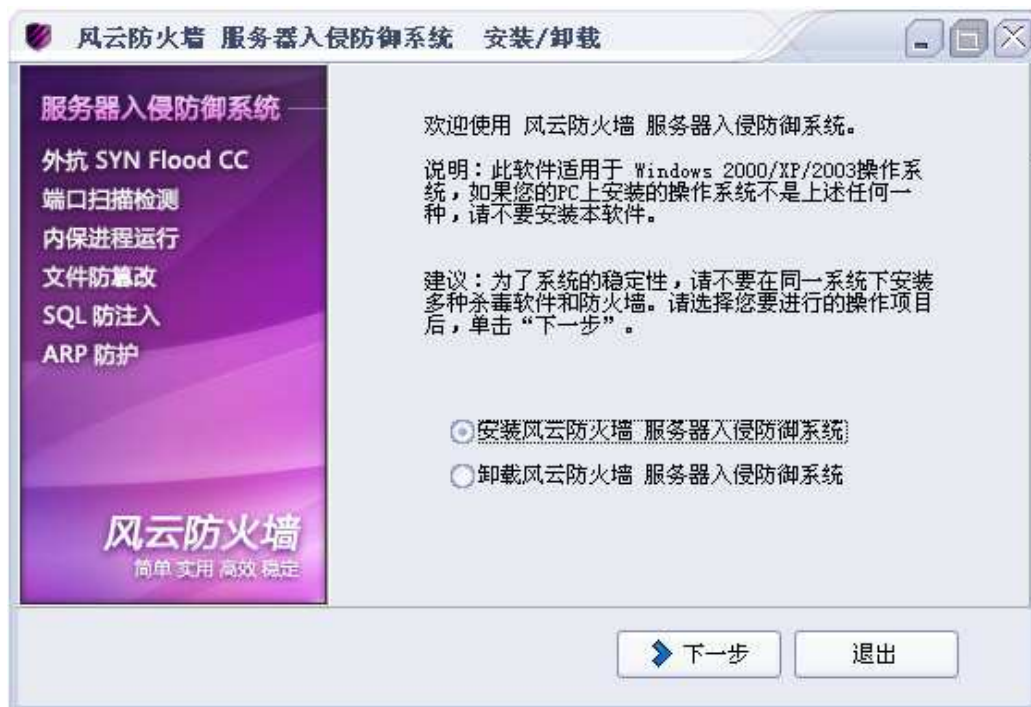 风云防火墙 服务器入侵防御系统 安装/卸载
服务器入侵防御系统
外抗 SYN Flood CC
端口扫描检测
内保进程运行
文件防篡改
SQL 防注入
ARP 防护
风云防火墙
简单 实用 高效 稳定
欢迎使用 风云防火墙 服务器入侵防御系统。
说明：此软件适用于 Windows 2000/XP/2003操作系
统，如果您的PC上安装的操作系统不是上述任何一
种，请不要安装本软件。
建议：为了系统的稳定性，请不要在同一系统下安装
多种杀毒软件和防火墙。请选择您要进行的操作项目
后，单击“下一步”。
安装风云防火墙 服务器入侵防御系统
卸载风云防火墙 服务器入侵防御系统
下一步
退出